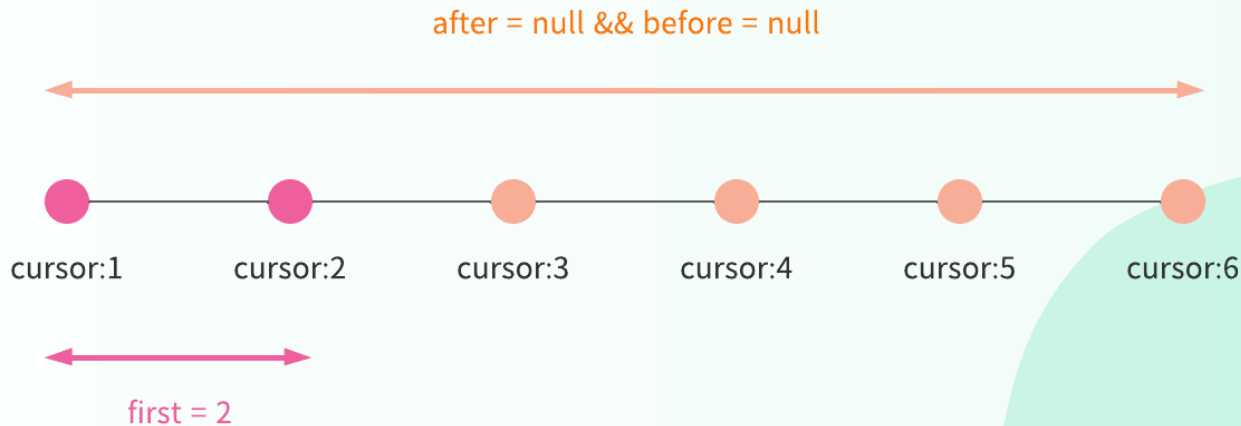 after = null && before = null
cursor:1 cursor:2 cursor:3 cursor:4 cursor:5 cursor:6
first = 2